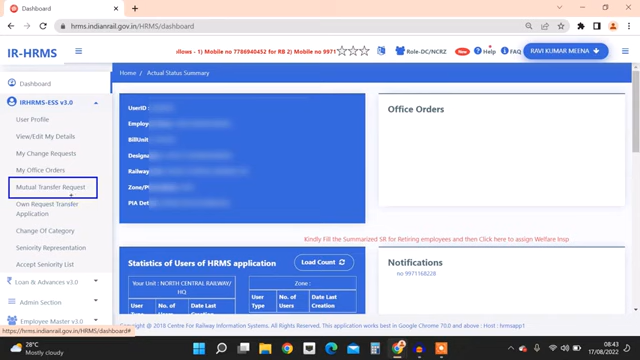 Dashboard
hrms.indianrail.gov.in/HRMS/dashboard
IR-HRMS
ollows - 1) Mobile no 7786940452 for RB 2) Mobile no 9971
Role-DC/NCRZ
New
Help
FAQ
RAVI KUMAR MEENA
Dashboard
Home / Actual Status Summary
IRHRMS-ESS v3.0
User Profile
View/Edit My Details
My Change Requests
My Office Orders
Mutual Transfer Request
Own Request Transfer
Application
Change Of Category
Seniority Representation
Accept Seniority List
Loan & Advances v3.0
Admin Section
Employee Master v3.0
UserID :
Employ
BillUnit
Designa
Railway
Zone/P
PIA Det
Office Orders
Kindly Fill the Summarized SR for Retiring employees and then Click here to assign Welfare Insp
Statistics of Users of HRMS application
Load Count
Your Unit : NORTH CENTRAL RAILWAY/
HQ
User
Type
No. of
Users
Date Last
Creation
Zone :
User
Type
No. of
Users
Date Last
Creation
Notifications
no 9971168228
https://hrms.indianrail.gov.in/HRMS/dashboard#
Copyright @ 2018 Centre For Railway Information Systems. All Rights Reserved. This application works best in Google Chrome 70.0 and above : Host : hrmsapp1
28°C
Mostly cloudy
08:43
17/08/2022